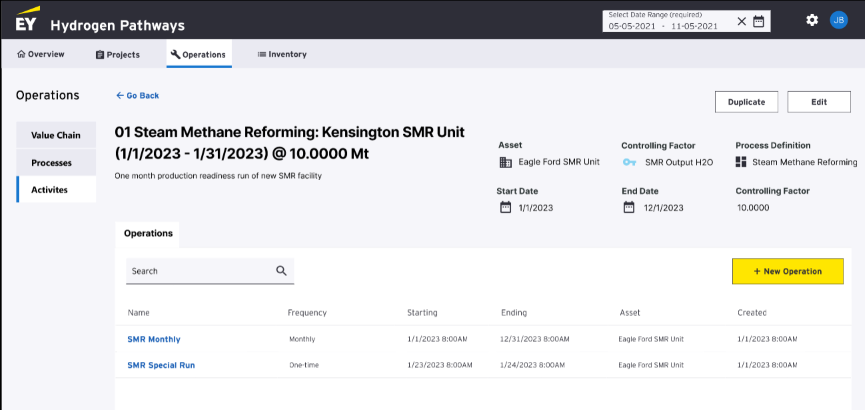 EY
Hydrogen Pathways
Select Date Range (required)
05-05-2021 - 11-05-2021
JB
Overview
Projects
Operations
Inventory
Operations
Go Back
Duplicate
Edit
Value Chain
Processes
Activites
01 Steam Methane Reforming: Kensington SMR Unit
(1/1/2023 - 1/31/2023) @ 10.0000 Mt
One month production readiness run of new SMR facility
Asset
Controlling Factor
Process Definition
Eagle Ford SMR Unit
SMR Output H2O
Steam Methane Reforming
Start Date
End Date
Controlling Factor
1/1/2023
12/1/2023
10.0000
Operations
Search
+ New Operation
Name Frequency Starting Ending Asset Created
SMR Monthly Monthly 1/1/2023 8:00AM 12/31/2023 8:00AM Eagle Ford SMR Unit 1/1/2023 8:00AM
SMR Special Run One-time 1/23/2023 8:00AM 1/24/2023 8:00AM Eagle Ford SMR Unit 1/1/2023 8:00AM